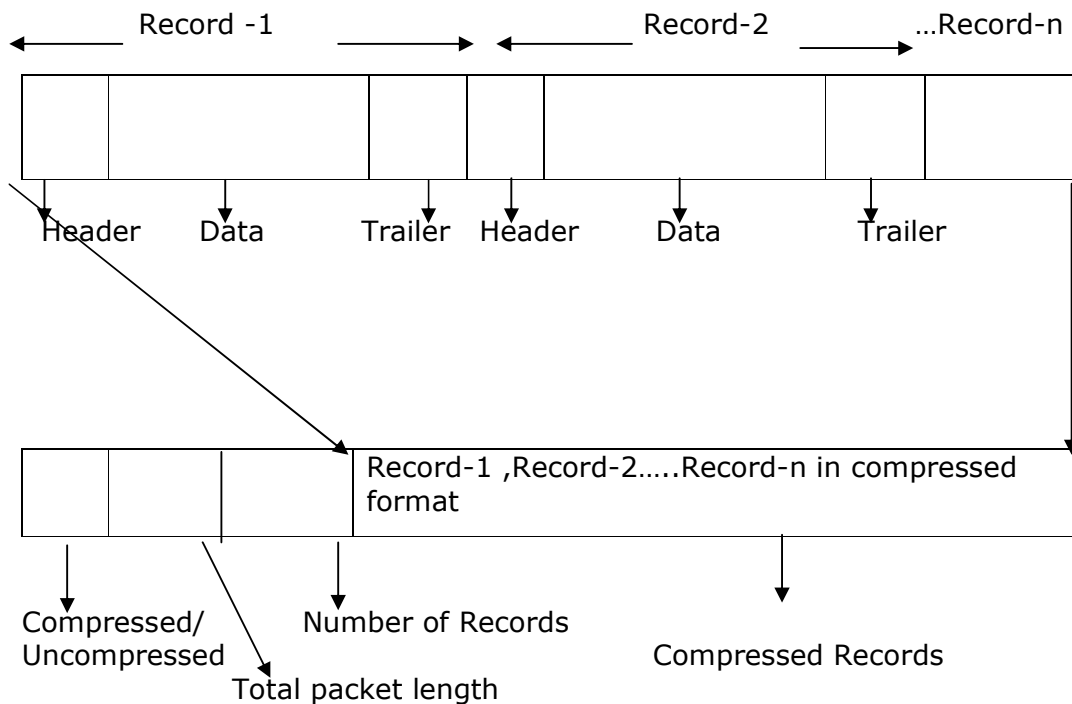 Record -1 Record-2 ...Record-n
Header Data Trailer Header Data Trailer
Record-1 ,Record-2.....Record-n in compressed
format
Compressed/
Uncompressed
Number of Records
Compressed Records
Total packet length